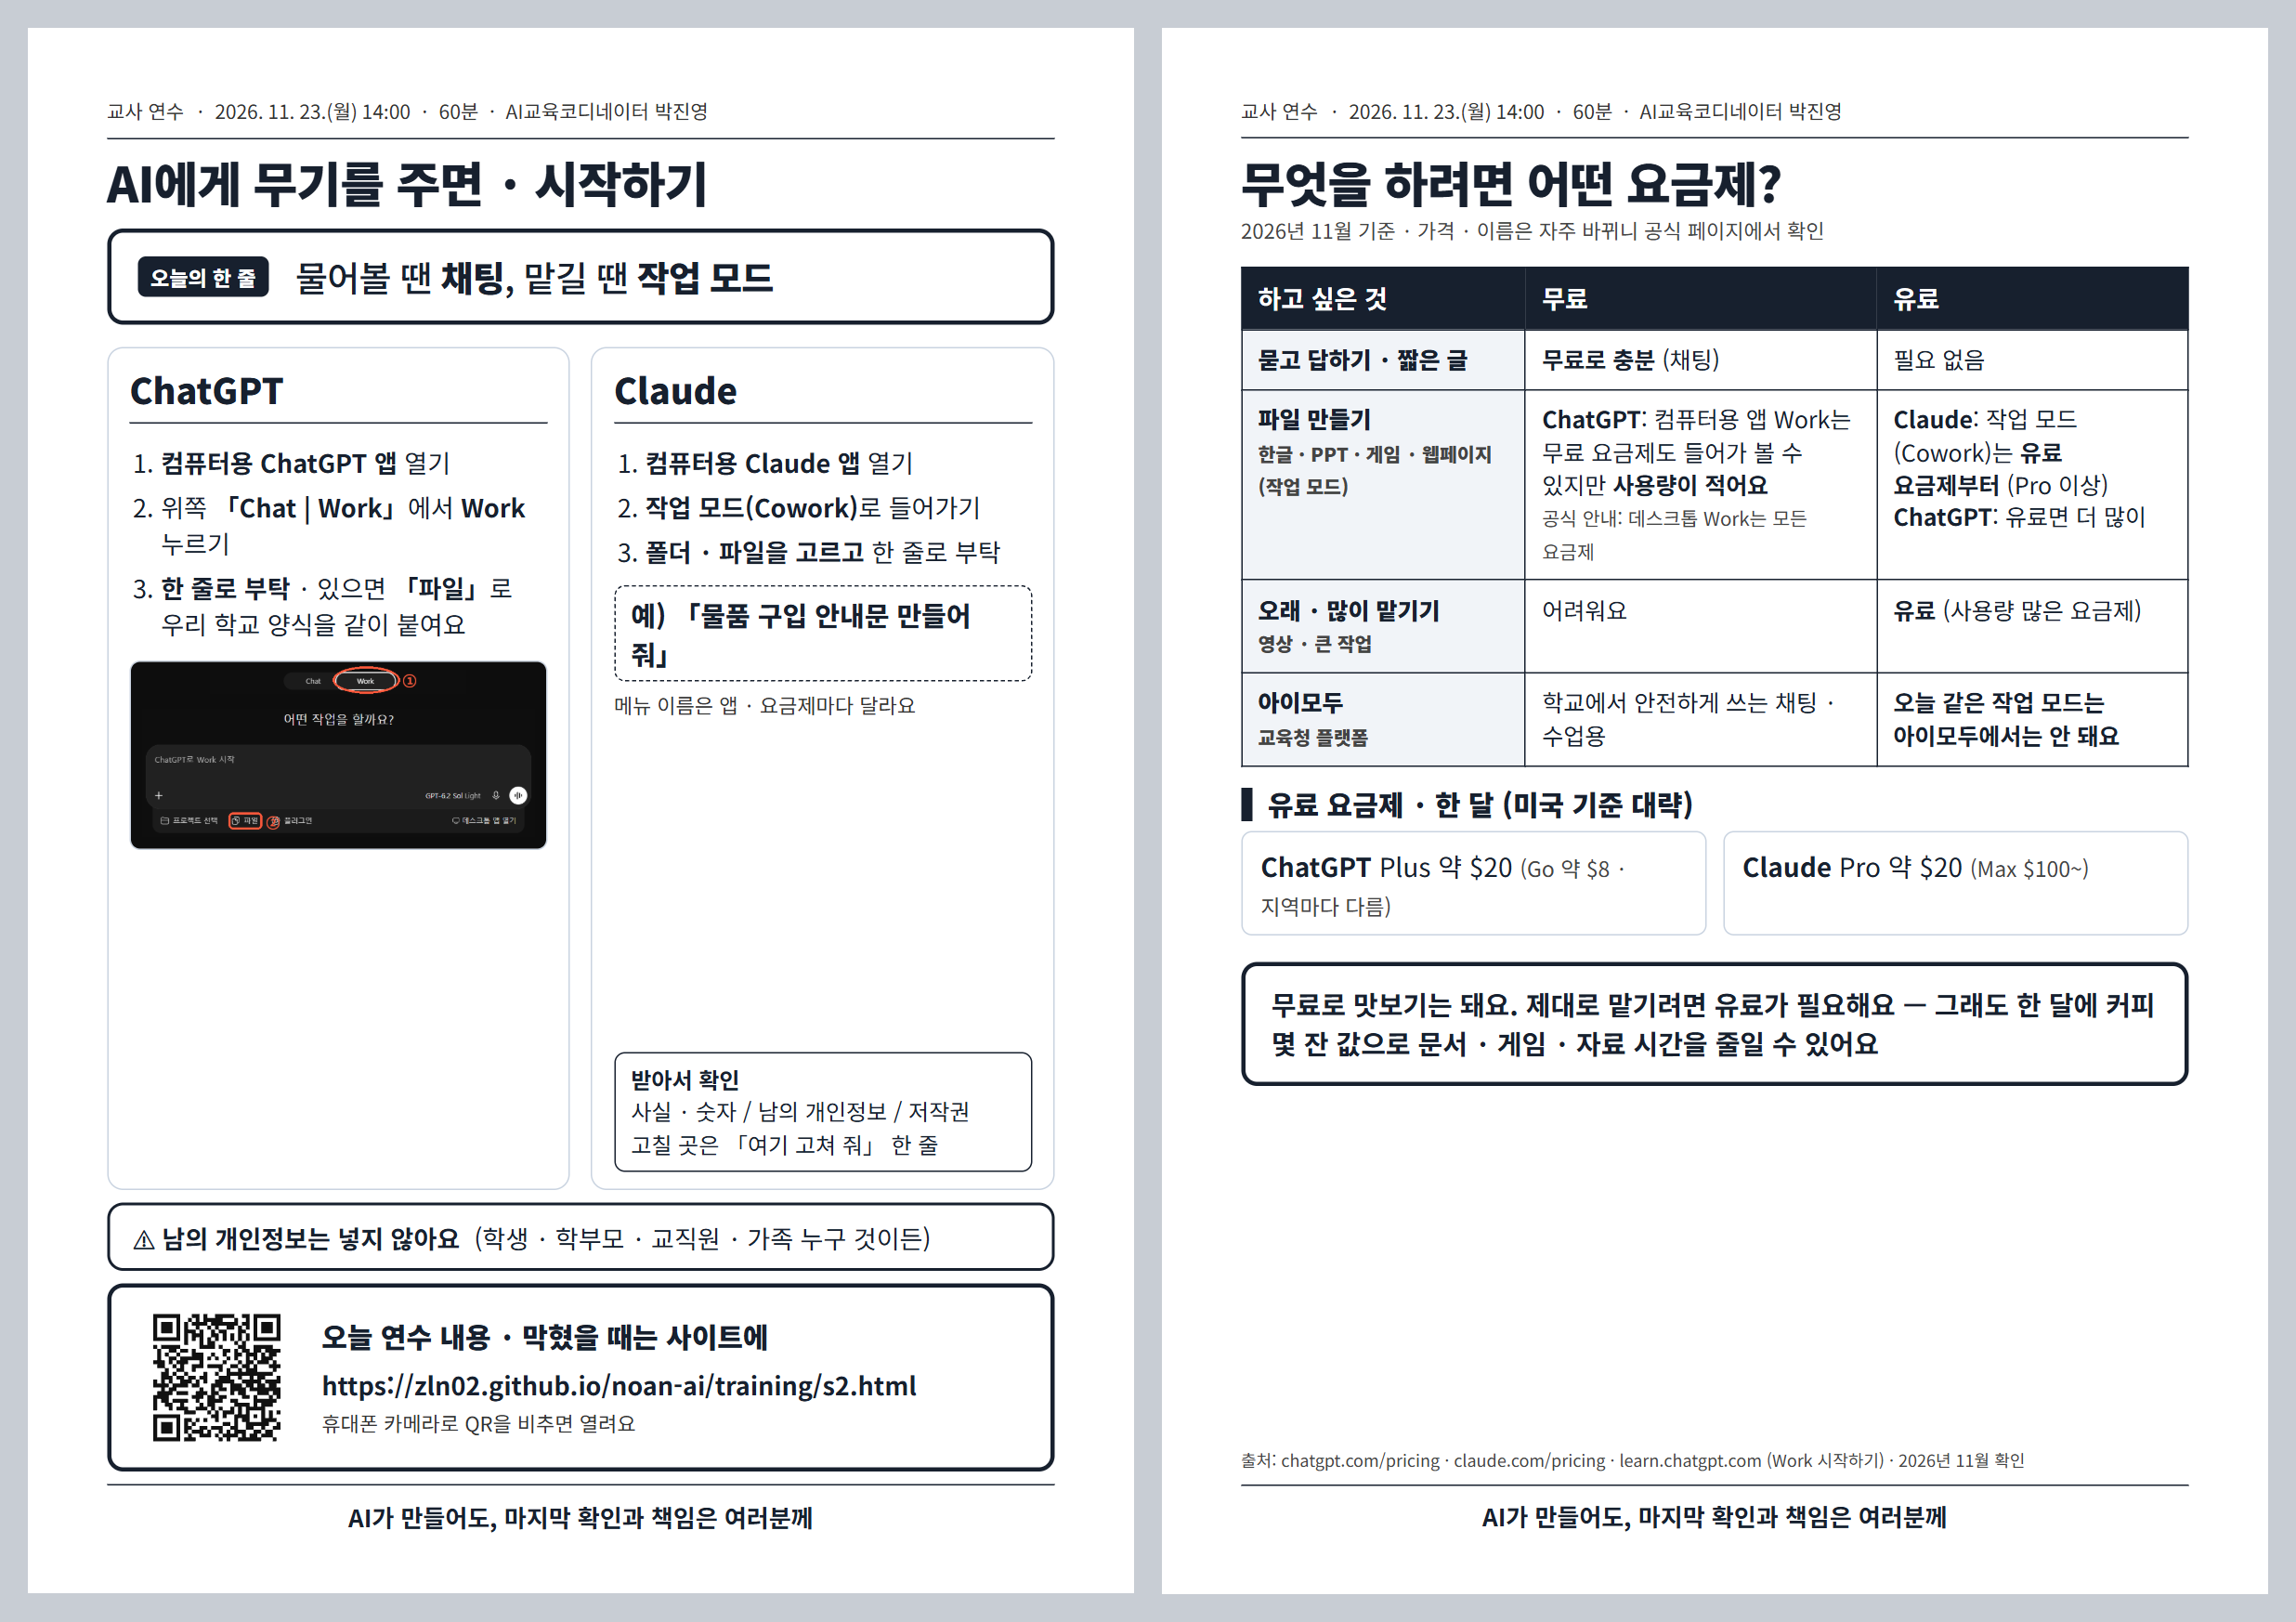 교사 연수 · 2026. 11. 23.(월) 14:00 · 60분 · AI교육코디네이터 박진영
AI에게 무기를 주면 · 시작하기
오늘의 한 줄 물어볼 땐 채팅, 맡길 땐 작업 모드
ChatGPT
1. 컴퓨터용 ChatGPT 앱 열기
2. 위쪽 「Chat | Work」에서 Work
누르기
3. 한 줄로 부탁 · 있으면 「파일」로
우리 학교 양식을 같이 붙여요
Chat Work ①
어떤 작업을 할까요?
ChatGPT로 Work 시작
+ GPT-6.2 Sol Light
프로젝트 선택 파일 ② 플러그인 데스크톱 앱 열기
Claude
1. 컴퓨터용 Claude 앱 열기
2. 작업 모드(Cowork)로 들어가기
3. 폴더 · 파일을 고르고 한 줄로 부탁
예) 「물품 구입 안내문 만들어
줘」
메뉴 이름은 앱 · 요금제마다 달라요
받아서 확인
사실 · 숫자 / 남의 개인정보 / 저작권
고칠 곳은 「여기 고쳐 줘」 한 줄
⚠ 남의 개인정보는 넣지 않아요 (학생 · 학부모 · 교직원 · 가족 누구 것이든)
오늘 연수 내용 · 막혔을 때는 사이트에
https://zln02.github.io/noan-ai/training/s2.html
휴대폰 카메라로 QR을 비추면 열려요
AI가 만들어도, 마지막 확인과 책임은 여러분께
교사 연수 · 2026. 11. 23.(월) 14:00 · 60분 · AI교육코디네이터 박진영
무엇을 하려면 어떤 요금제?
2026년 11월 기준 · 가격 · 이름은 자주 바뀌니 공식 페이지에서 확인
하고 싶은 것 무료 유료
묻고 답하기 · 짧은 글 무료로 충분 (채팅) 필요 없음
파일 만들기
한글 · PPT · 게임 · 웹페이지
(작업 모드)
ChatGPT: 컴퓨터용 앱 Work는
무료 요금제도 들어가 볼 수
있지만 사용량이 적어요
공식 안내: 데스크톱 Work는 모든
요금제
Claude: 작업 모드
(Cowork)는 유료
요금제부터 (Pro 이상)
ChatGPT: 유료면 더 많이
오래 · 많이 맡기기
영상 · 큰 작업
어려워요
유료 (사용량 많은 요금제)
아이모두
교육청 플랫폼
학교에서 안전하게 쓰는 채팅 ·
수업용
오늘 같은 작업 모드는
아이모두에서는 안 돼요
유료 요금제 · 한 달 (미국 기준 대략)
ChatGPT Plus 약 $20 (Go 약 $8 ·
지역마다 다름)
Claude Pro 약 $20 (Max $100~)
무료로 맛보기는 돼요. 제대로 맡기려면 유료가 필요해요 — 그래도 한 달에 커피
몇 잔 값으로 문서 · 게임 · 자료 시간을 줄일 수 있어요
출처: chatgpt.com/pricing · claude.com/pricing · learn.chatgpt.com (Work 시작하기) · 2026년 11월 확인
AI가 만들어도, 마지막 확인과 책임은 여러분께